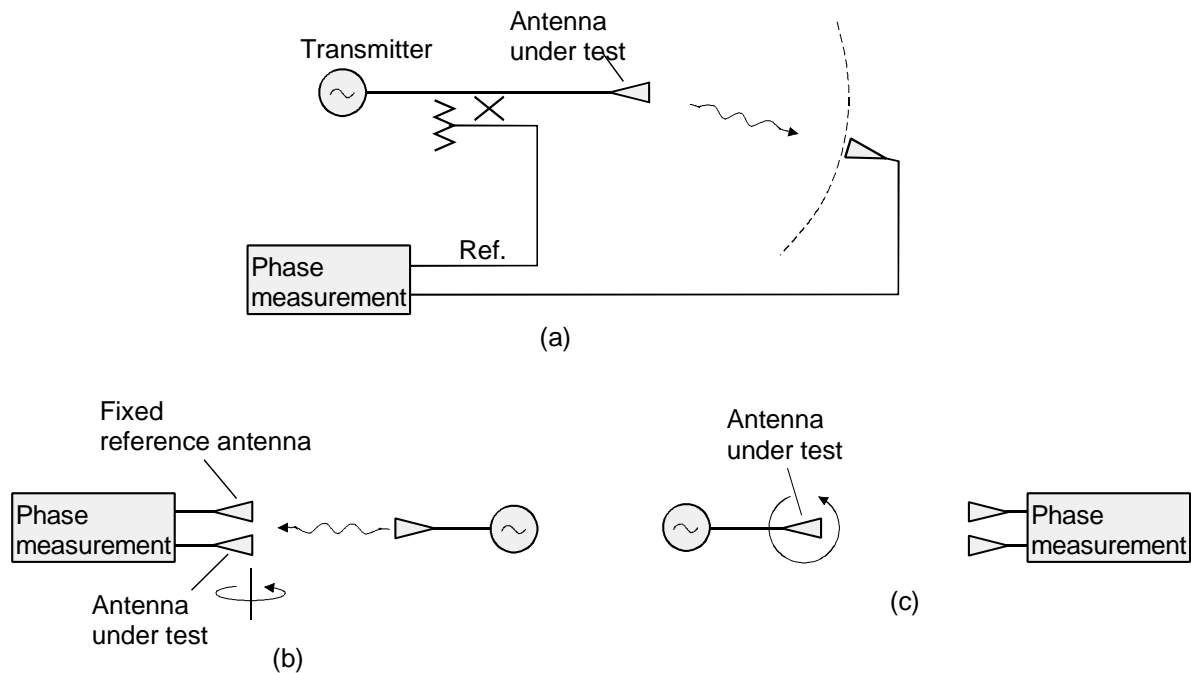 Antenna
under test
Transmitter
Ref.
Phase
measurement
(a)
Fixed
reference antenna
Phase
measurement
Antenna
under test
(b)
Antenna
under test
Phase
measurement
(c)